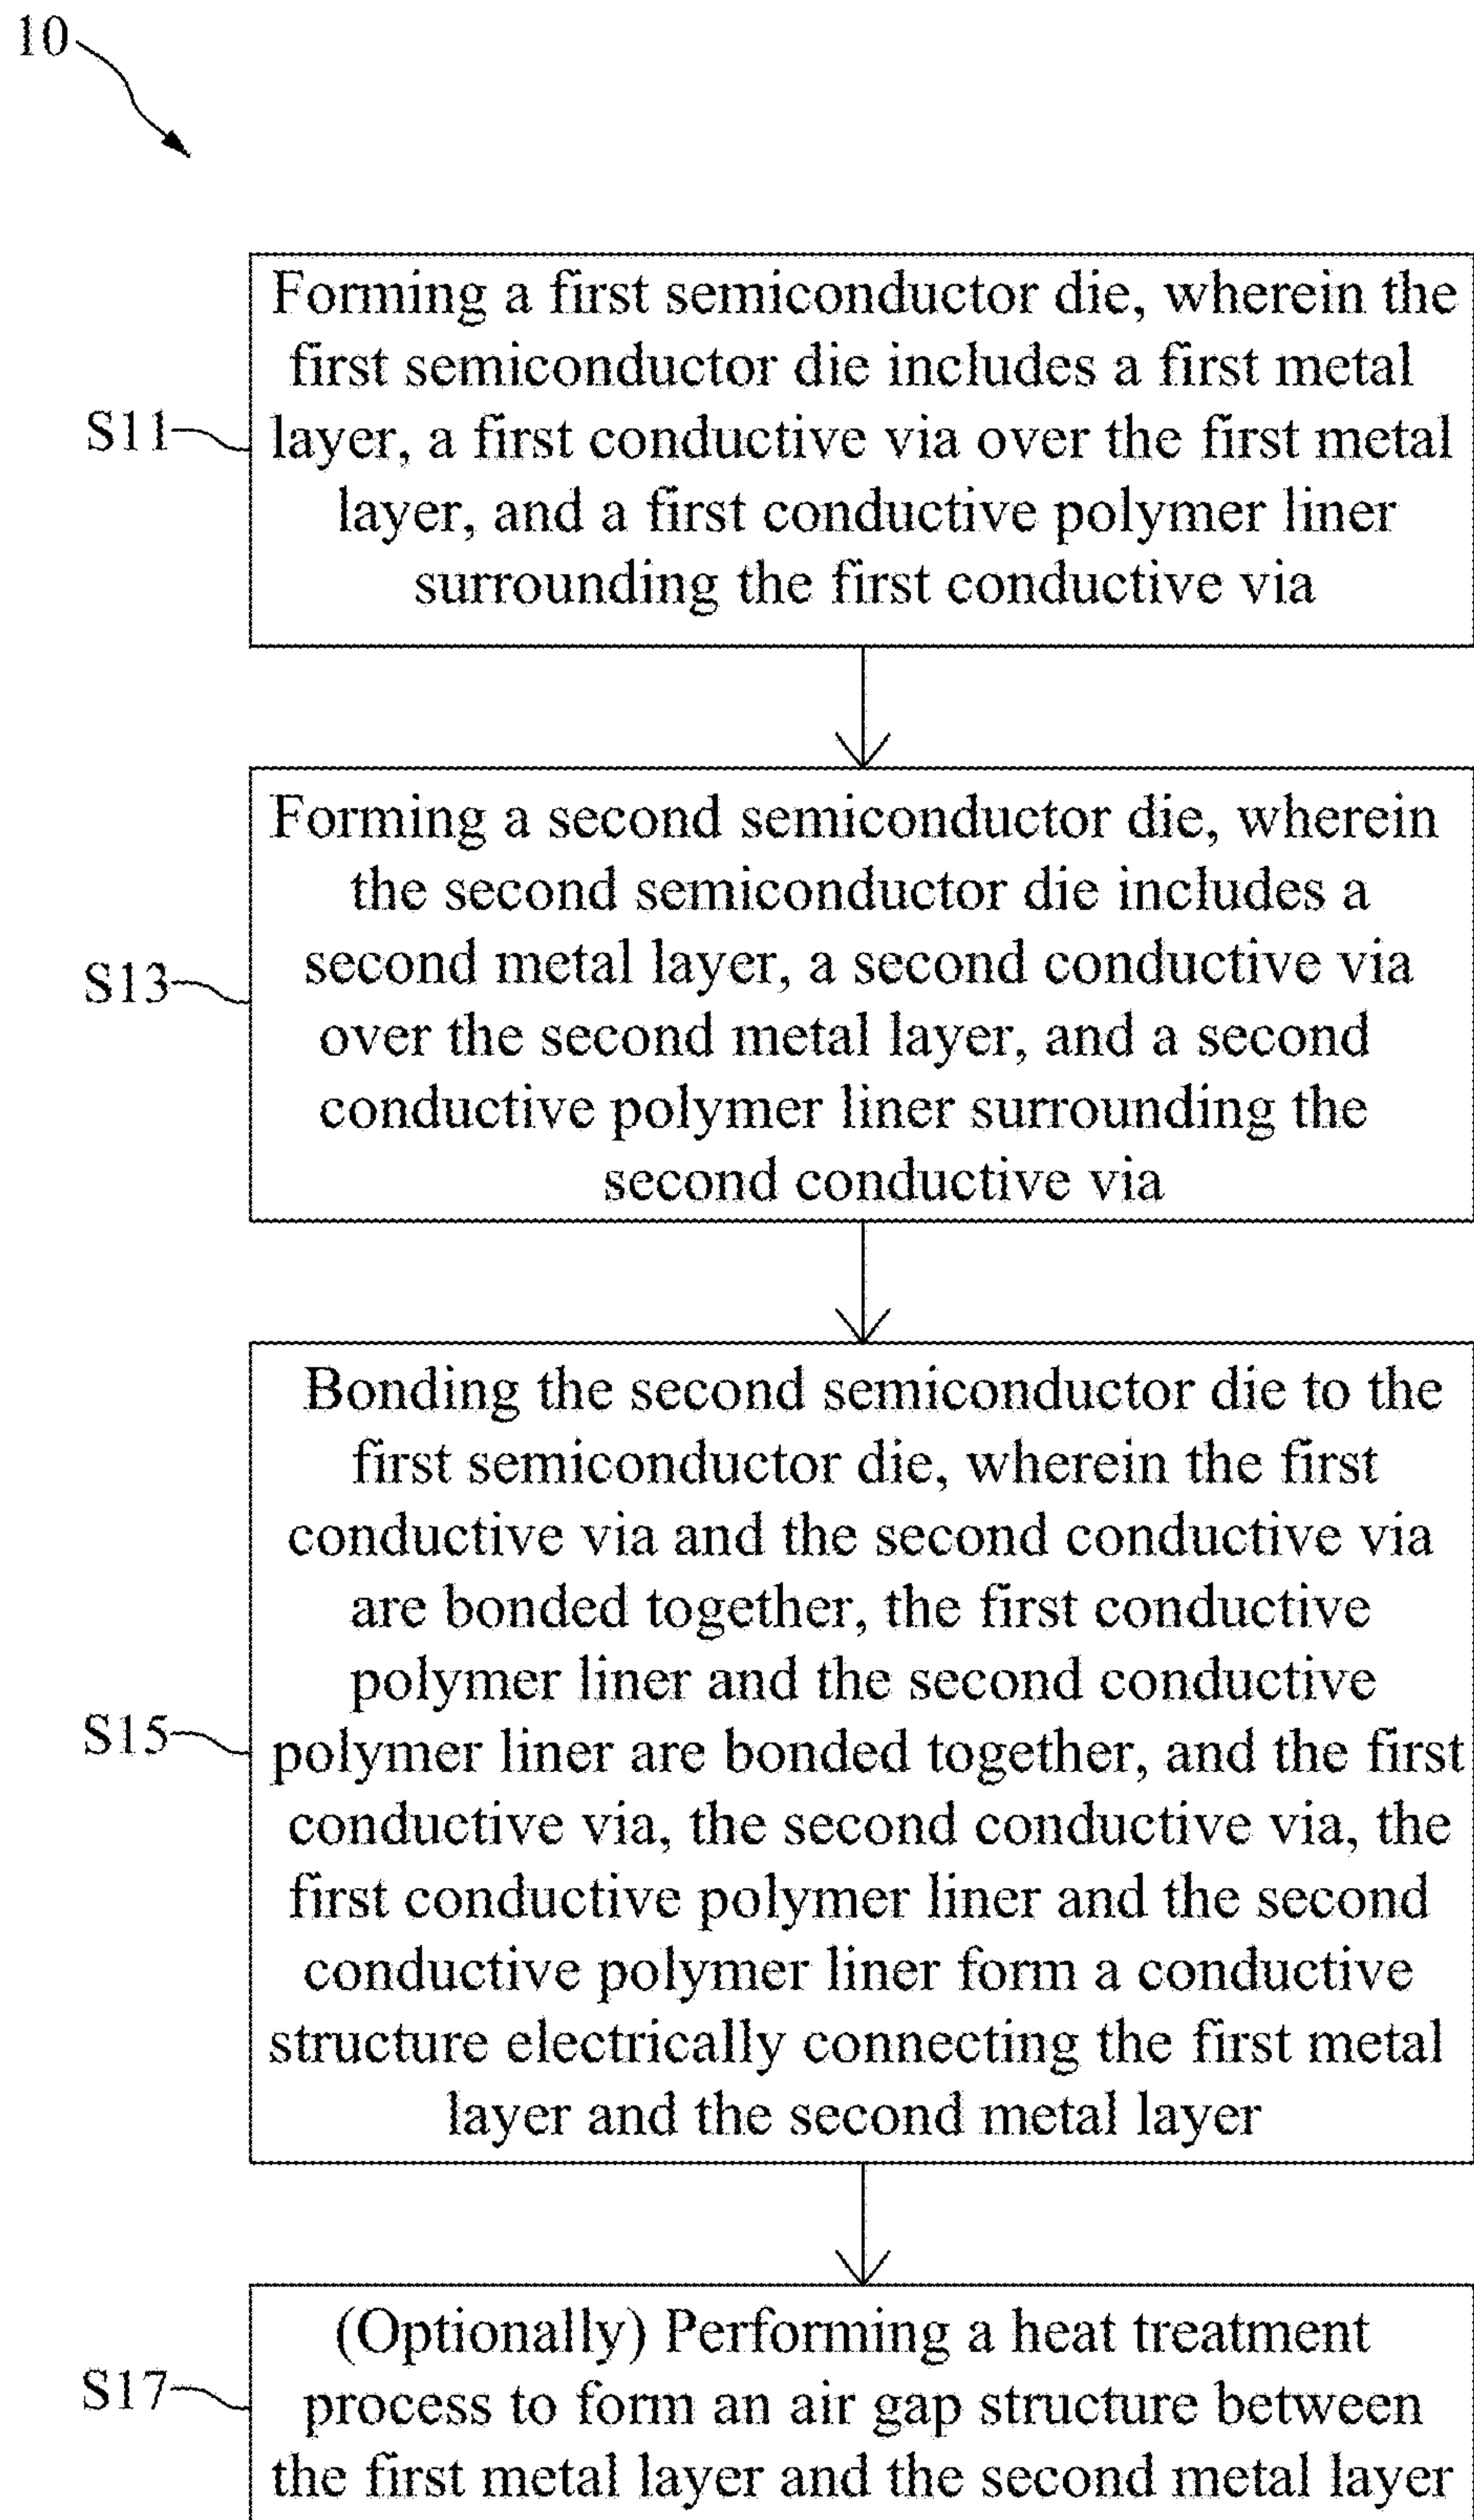 10
Forming a first semiconductor die, wherein the
first semiconductor die includes a first metal
S11
layer, a first conductive via over the first metal
layer, and a first conductive polymer liner
surrounding the first conductive via
Forming a second semiconductor die, wherein
the second semiconductor die includes a
S13
second metal layer, a second conductive via
over the second metal layer, and a second
conductive polymer liner surrounding the
second conductive via
Bonding the second semiconductor die to the
first semiconductor die, wherein the first
conductive via and the second conductive via
are bonded together, the first conductive
polymer liner and the second conductive
S15
polymer liner are bonded together, and the first
conductive via, the second conductive via, the
first conductive polymer liner and the second
conductive polymer liner form a conductive
structure electrically connecting the first metal
layer and the second metal layer
(Optionally) Performing a heat treatment
S17
process to form an air gap structure between
the first metal layer and the second metal layer